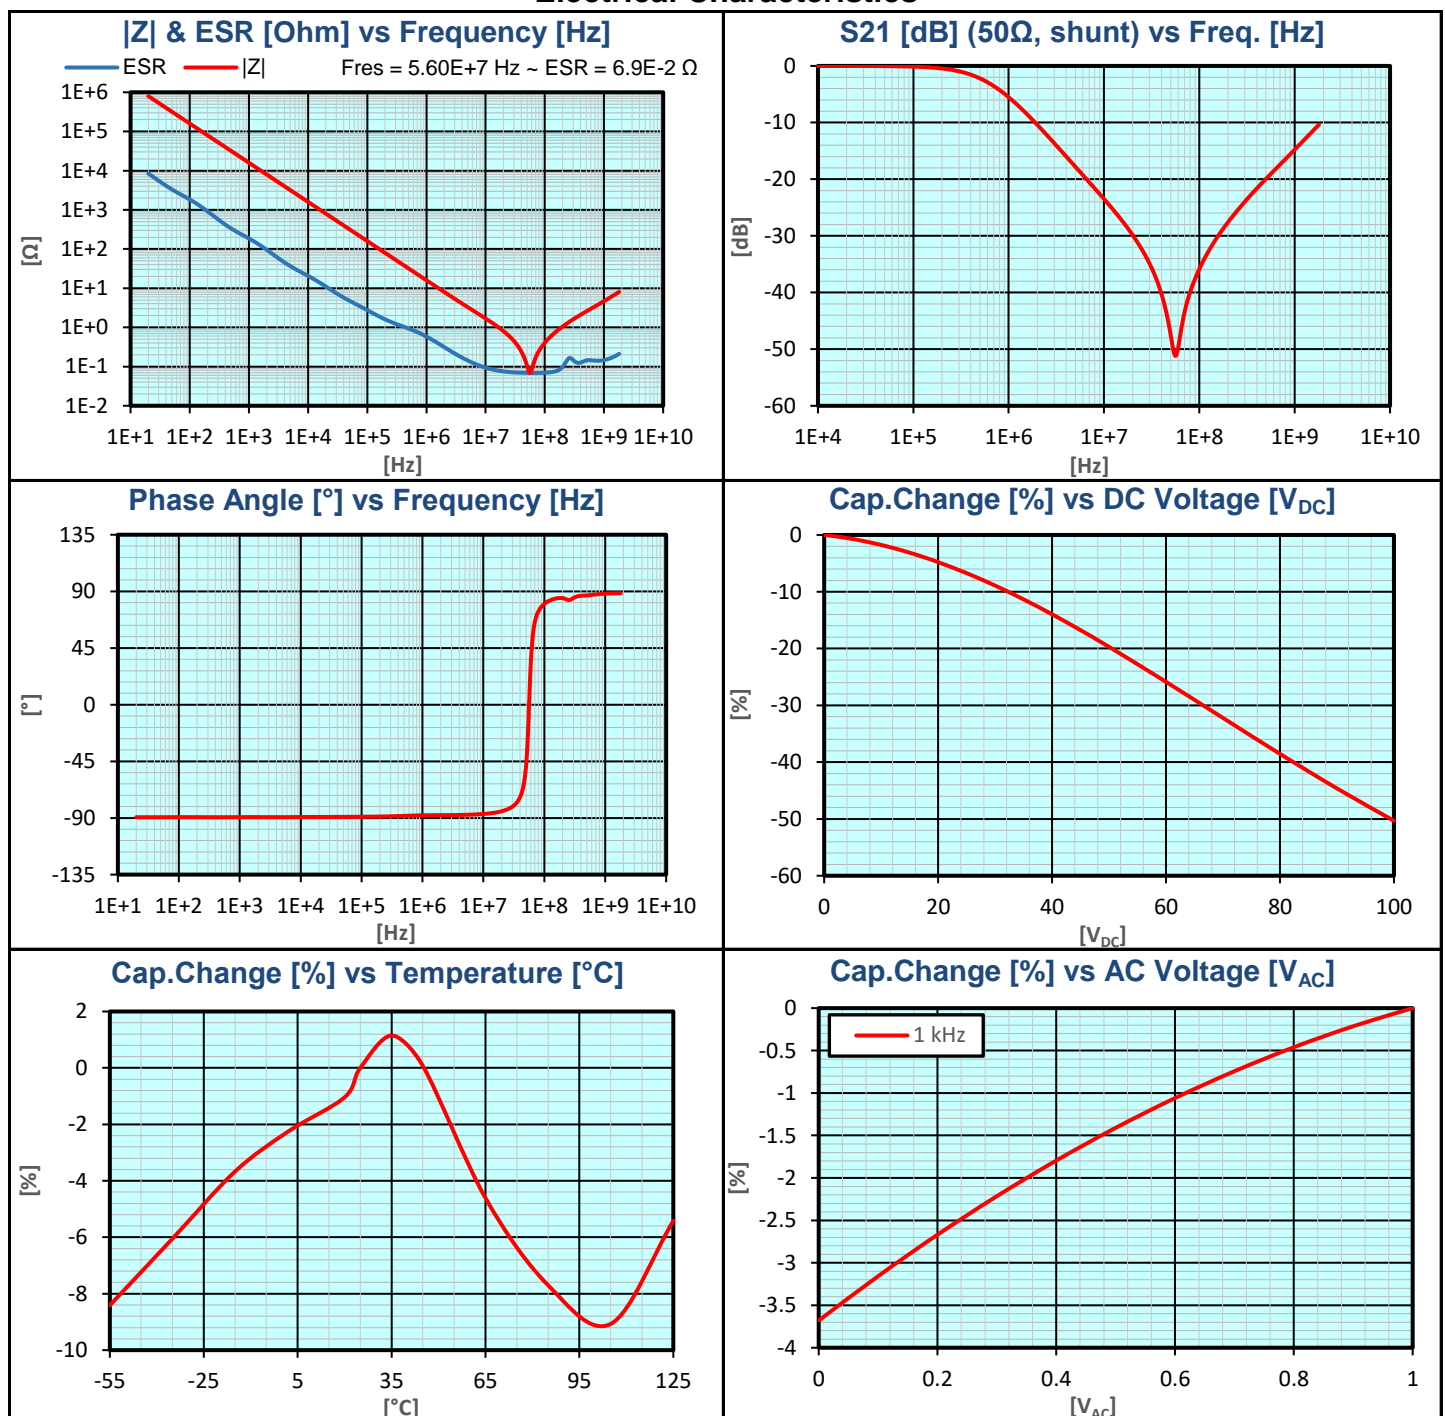 Electrical Characteristics
|Z| & ESR [Ohm] vs Frequency [Hz]
ESR |Z| Fres = 5.60E+7 Hz ~ ESR = 6.9E-2 Ω
1E+6
1E+5
1E+4
1E+3
1E+2
1E+1
1E+0
1E-1
1E-2
[Ω]
1E+1 1E+2 1E+3 1E+4 1E+5 1E+6 1E+7 1E+8 1E+9 1E+10
[Hz]
S21 [dB] (50Ω, shunt) vs Freq. [Hz]
0
-10
-20
-30
-40
-50
-60
[dB]
1E+4 1E+5 1E+6 1E+7 1E+8 1E+9 1E+10
[Hz]
Phase Angle [°] vs Frequency [Hz]
135
90
45
0
-45
-90
-135
[°]
1E+1 1E+2 1E+3 1E+4 1E+5 1E+6 1E+7 1E+8 1E+9 1E+10
[Hz]
Cap.Change [%] vs DC Voltage [VDC]
0
-10
-20
-30
-40
-50
-60
[%]
0 20 40 60 80 100
[VDC]
Cap.Change [%] vs Temperature [°C]
2
0
-2
-4
-6
-8
-10
[%]
-55 -25 5 35 65 95 125
[°C]
Cap.Change [%] vs AC Voltage [VAC]
1 kHz
0
-0.5
-1
-1.5
-2
-2.5
-3
-3.5
-4
[%]
0 0.2 0.4 0.6 0.8 1
[VAC]